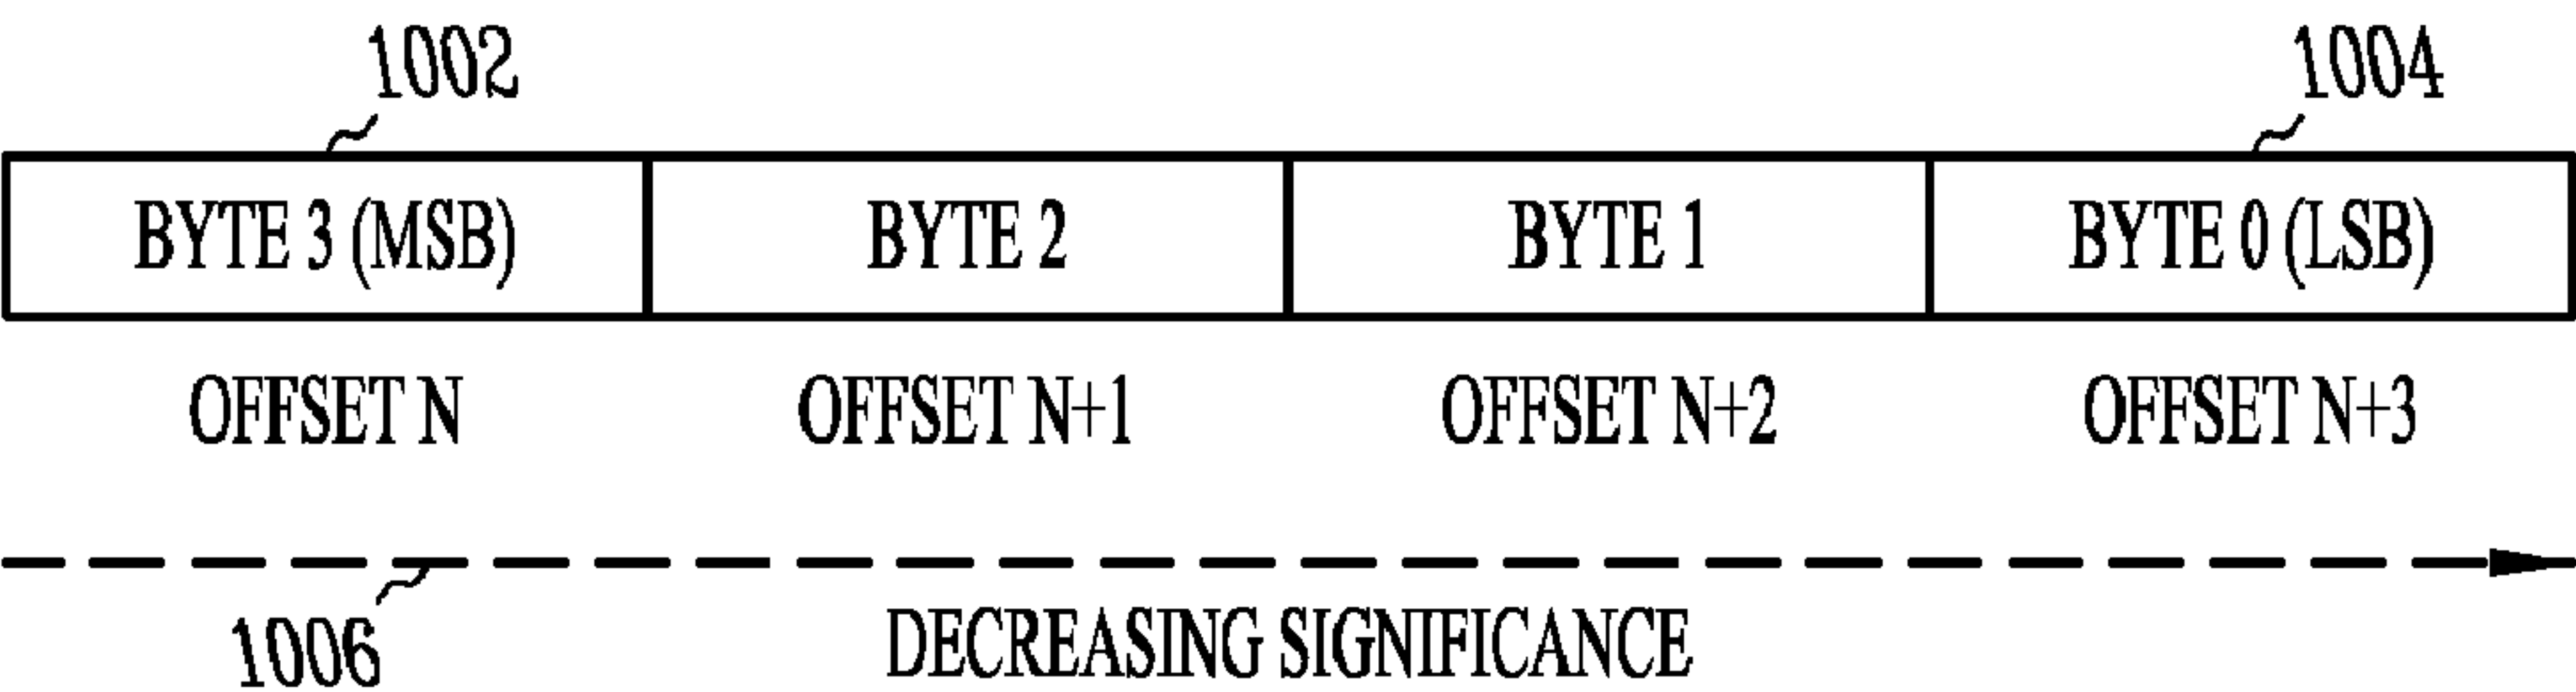 1002 1004
BYTE 3 (MSB) BYTE 2 BYTE 1 BYTE 0 (LSB)
OFFSET N OFFSET N+1 OFFSET N+2 OFFSET N+3
1006 DECREASING SIGNIFICANCE